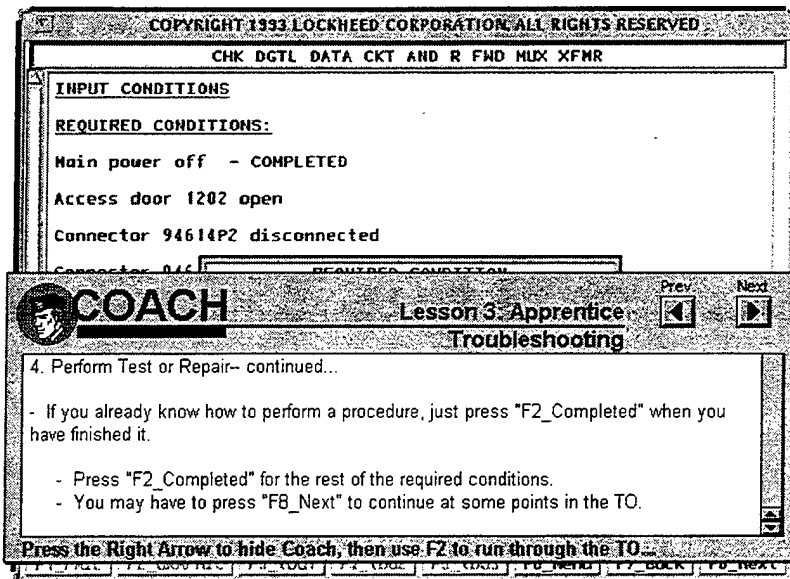 COPYRIGHT 1993 LOCKHEED CORPORATION, ALL RIGHTS RESERVED
CHK DGTL DATA CKT AND R FWD MUX XFMR
INPUT CONDITIONS
REQUIRED CONDITIONS:
Main power off - COMPLETED
Access door 1202 open
Connector 94614P2 disconnected
REQUIRED CONDITION
COACH
Lesson 3: Apprentice
Troubleshooting
Prev
Next
4. Perform Test or Repair-- continued...
- If you already know how to perform a procedure, just press "F2_Completed" when you
have finished it.
- Press "F2_Completed" for the rest of the required conditions.
- You may have to press "F8_Next" to continue at some points in the TO.
Press the Right Arrow to hide Coach, then use F2 to run through the TO...
F6_Menu F7_Back F8_Next